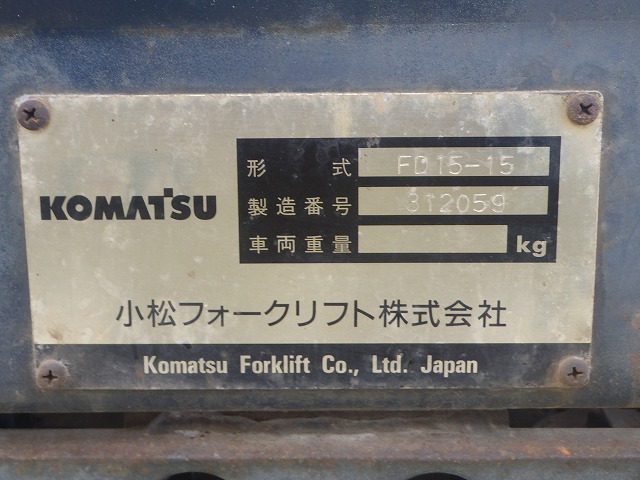 KOMATSU
形式 FD15-15
製造番号 312059
車両重量 kg
小松フォークリフト株式会社
Komatsu Forklift Co., Ltd. Japan